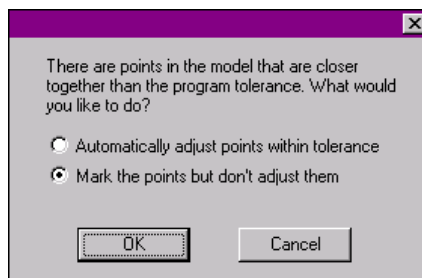 There are points in the model that are closer
together than the program tolerance. What would
you like to do?
Automatically adjust points within tolerance
Mark the points but don't adjust them
OK
Cancel